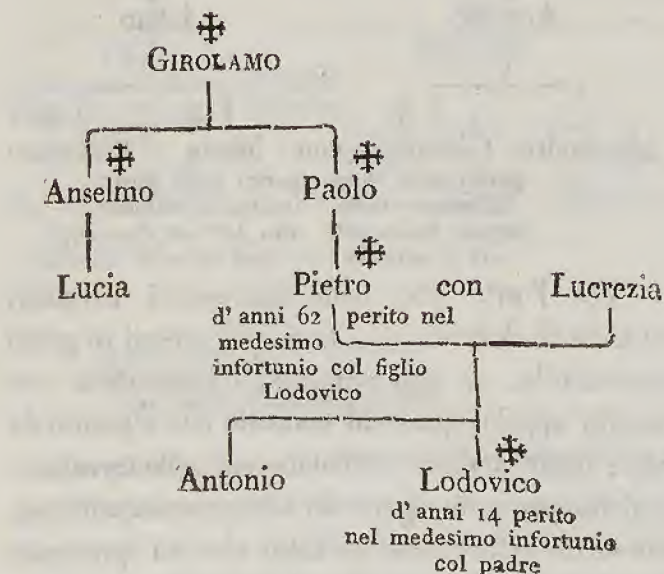 GIROLAMO
Anselmo Paolo
Lucia Pietro con Lucrezia
d' anni 62 perito nel
medesimo
infortunio col figlio
Lodovico
Antonio Lodovico
d' anni 14 perito
nel medesimo infortunio
col padre